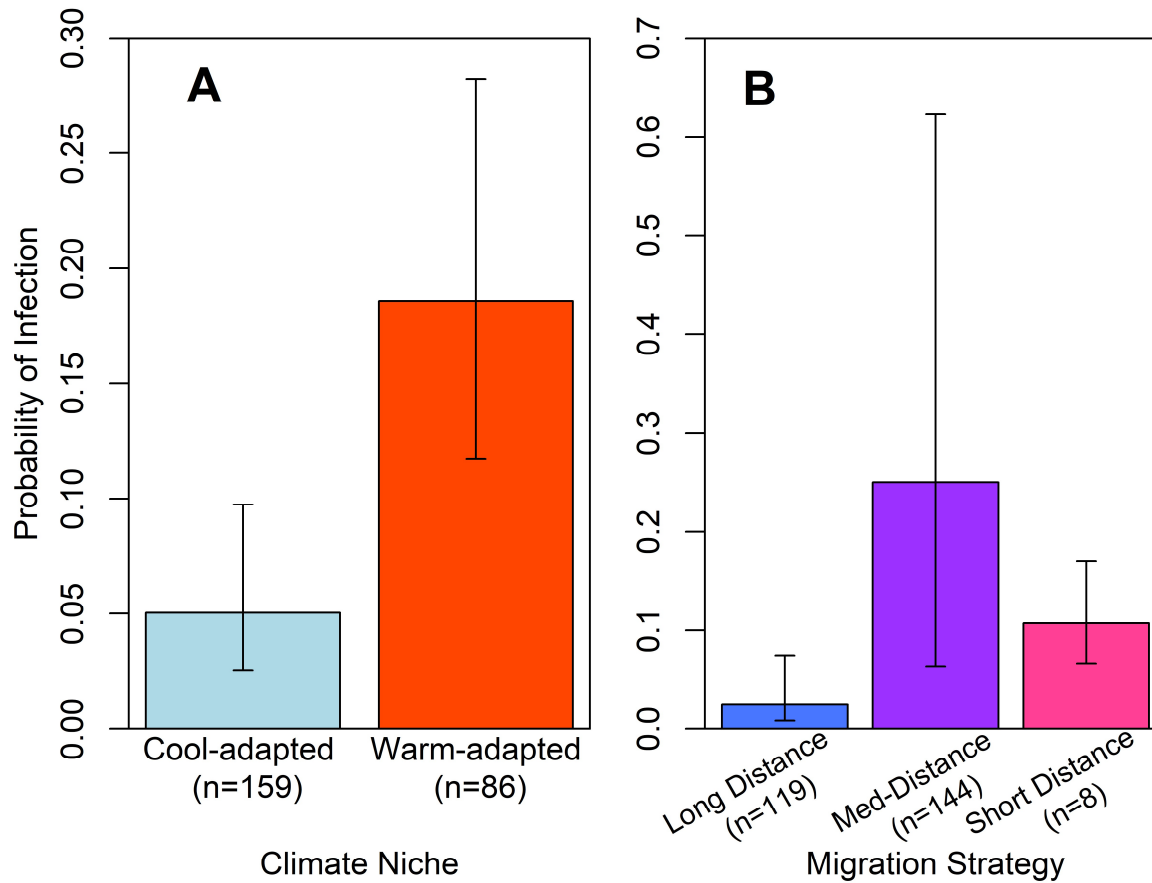 A
B
Probability of Infection
0.30
0.25
0.20
0.15
0.10
0.05
0.00
0.7
0.6
0.5
0.4
0.3
0.2
0.1
0.0
Cool-adapted
(n=159)
Warm-adapted
(n=86)
Long Distance
(n=119)
Med-Distance
(n=144)
Short Distance
(n=8)
Climate Niche
Migration Strategy